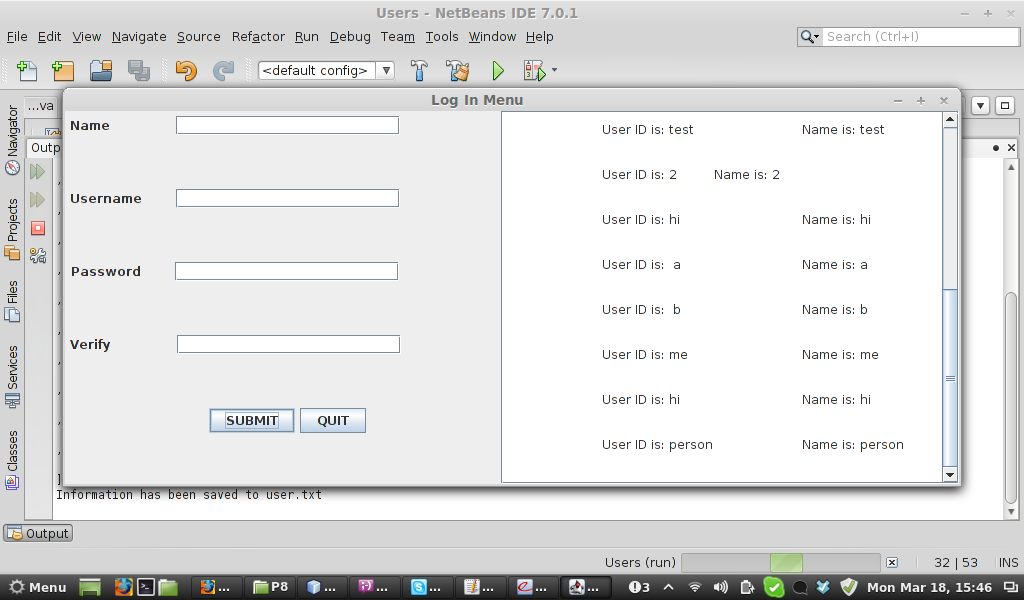 Users - NetBeans IDE 7.0.1
File Edit View Navigate Source Refactor Run Debug Team Tools Window Help
Search (Ctrl+I)
<default config>
...va
Outp
Navigator
Projects
Files
Services
Classes
Log In Menu
Name
Username
Password
Verify
SUBMIT QUIT
User ID is: test Name is: test
User ID is: 2 Name is: 2
User ID is: hi Name is: hi
User ID is: a Name is: a
User ID is: b Name is: b
User ID is: me Name is: me
User ID is: hi Name is: hi
User ID is: person Name is: person
]
Information has been saved to user.txt
Output
Users (run) 32 | 53 INS
Menu ... P8 ... ... ... ... ... ... 3 Mon Mar 18, 15:46